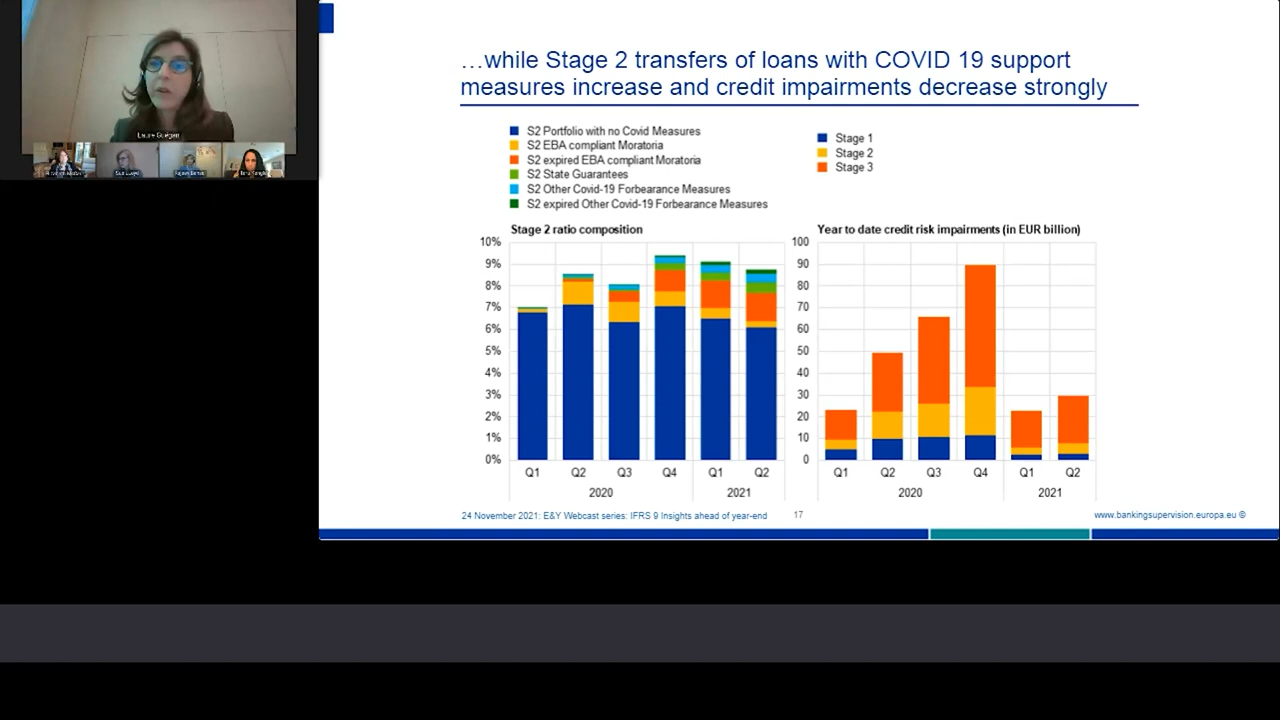 Laure Guégan
…while Stage 2 transfers of loans with COVID 19 support
measures increase and credit impairments decrease strongly
S2 Portfolio with no Covid Measures
S2 EBA compliant Moratoria
S2 expired EBA compliant Moratoria
S2 State Guarantees
S2 Other Covid-19 Forbearance Measures
S2 expired Other Covid-19 Forbearance Measures
Stage 1
Stage 2
Stage 3
Stage 2 ratio composition
10%
9%
8%
7%
6%
5%
4%
3%
2%
1%
0%
Q1 Q2 Q3 Q4 Q1 Q2
2020 2021
Year to date credit risk impairments (in EUR billion)
100
90
80
70
60
50
40
30
20
10
0
Q1 Q2 Q3 Q4 Q1 Q2
2020 2021
24 November 2021: E&Y Webcast series: IFRS 9 Insights ahead of year-end
17
www.bankingsupervision.europa.eu ©